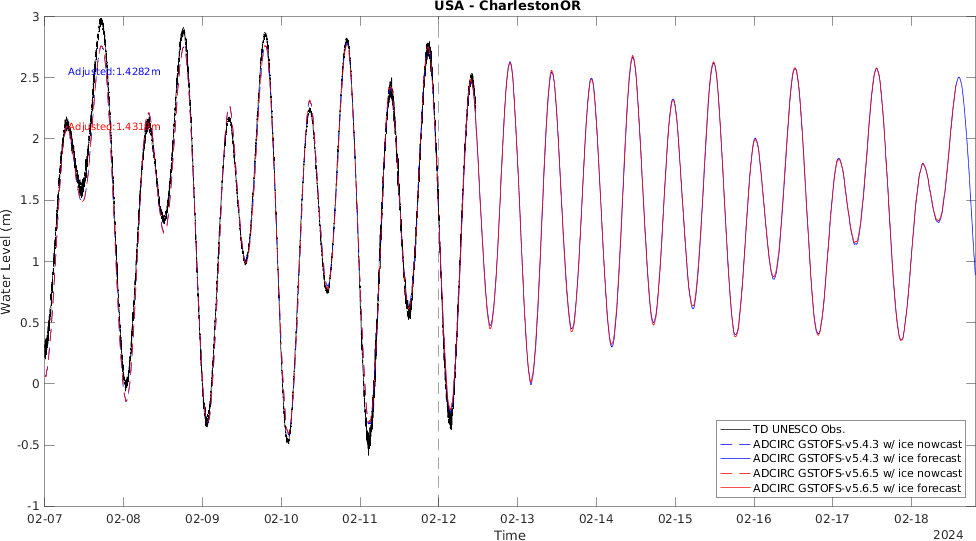 USA - CharlestonOR
3
2.5
2
1.5
1
0.5
0
-0.5
-1
Water Level (m)
Adjusted:1.4282m
02-07
02-08
02-09
02-10
02-11
02-12
02-13
02-14
02-15
02-16
02-17
02-18
Time
2024
TD UNESCO Obs.
ADCIRC GSTOFS-v5.4.3 w/ ice nowcast
ADCIRC GSTOFS-v5.4.3 w/ ice forecast
ADCIRC GSTOFS-v5.6.5 w/ ice nowcast
ADCIRC GSTOFS-v5.6.5 w/ ice forecast